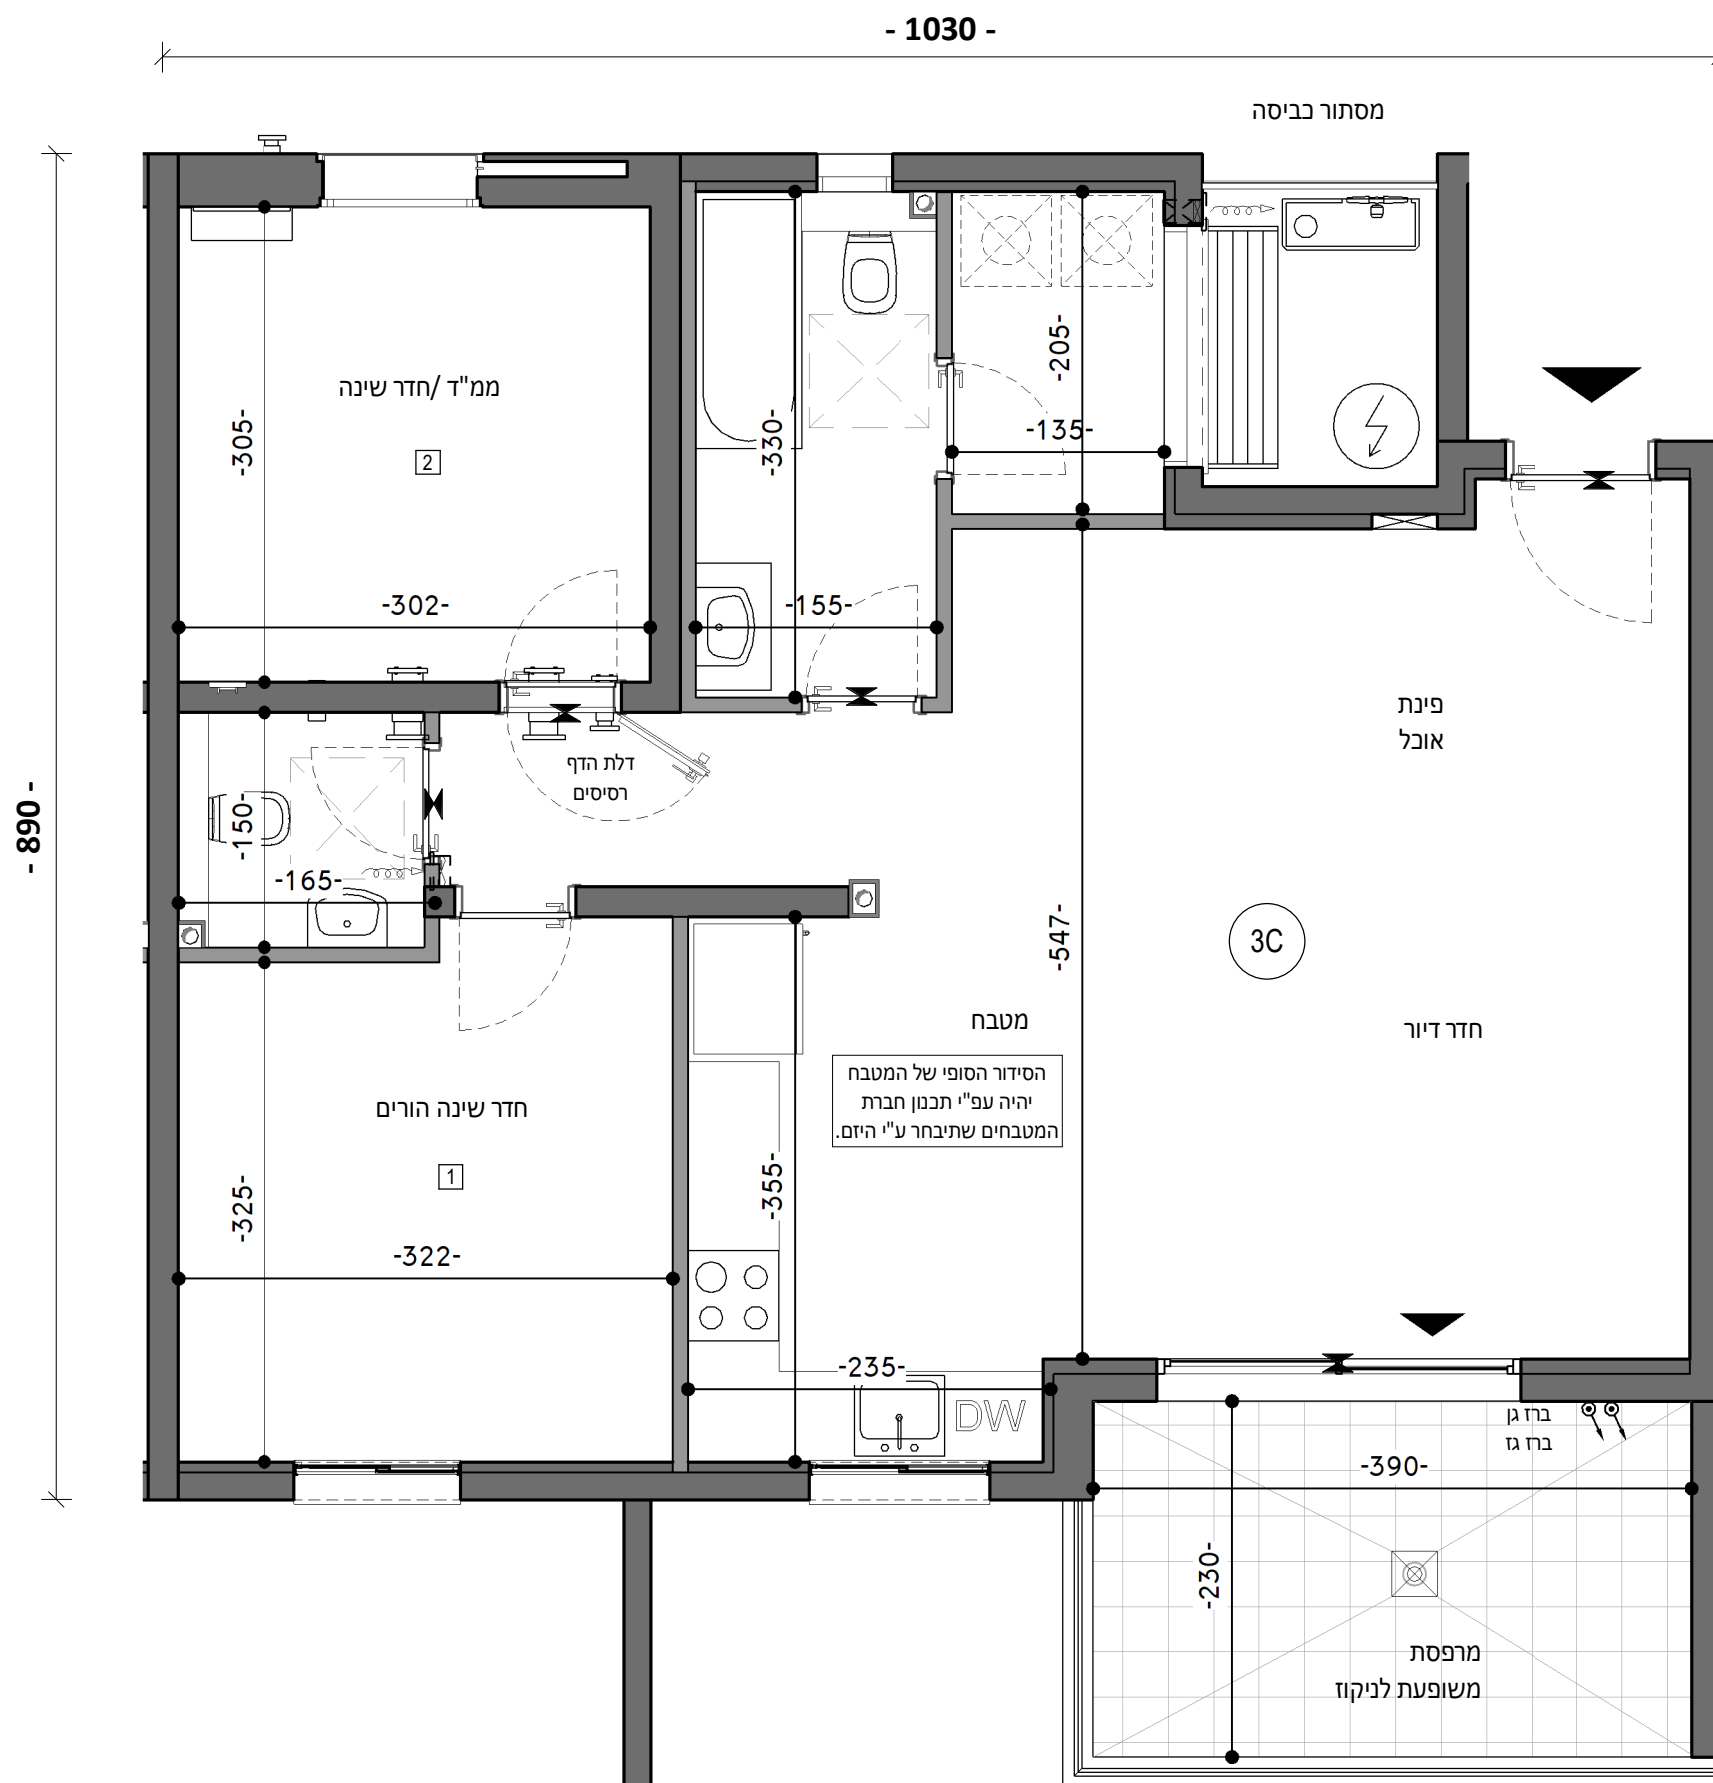 - 1030 -
מסתור כביסה
- 890 -
ממ"ד /חדר שינה
2
-305-
-302-
-330-
-155-
-205-
-135-
פינת
אוכל
דלת הדף
רסיסים
-150-
-165-
3C
-547-
חדר דיור
מטבח
הסידור הסופי של המטבח
יהיה עפ"י תכנון חברת
המטבחים שתיבחר ע"י היזם.
חדר שינה הורים
1
-325-
-322-
-355-
-235-
DW
ברז גן
ברז גז
-390-
-230-
מרפסת
משופעת לניקוז